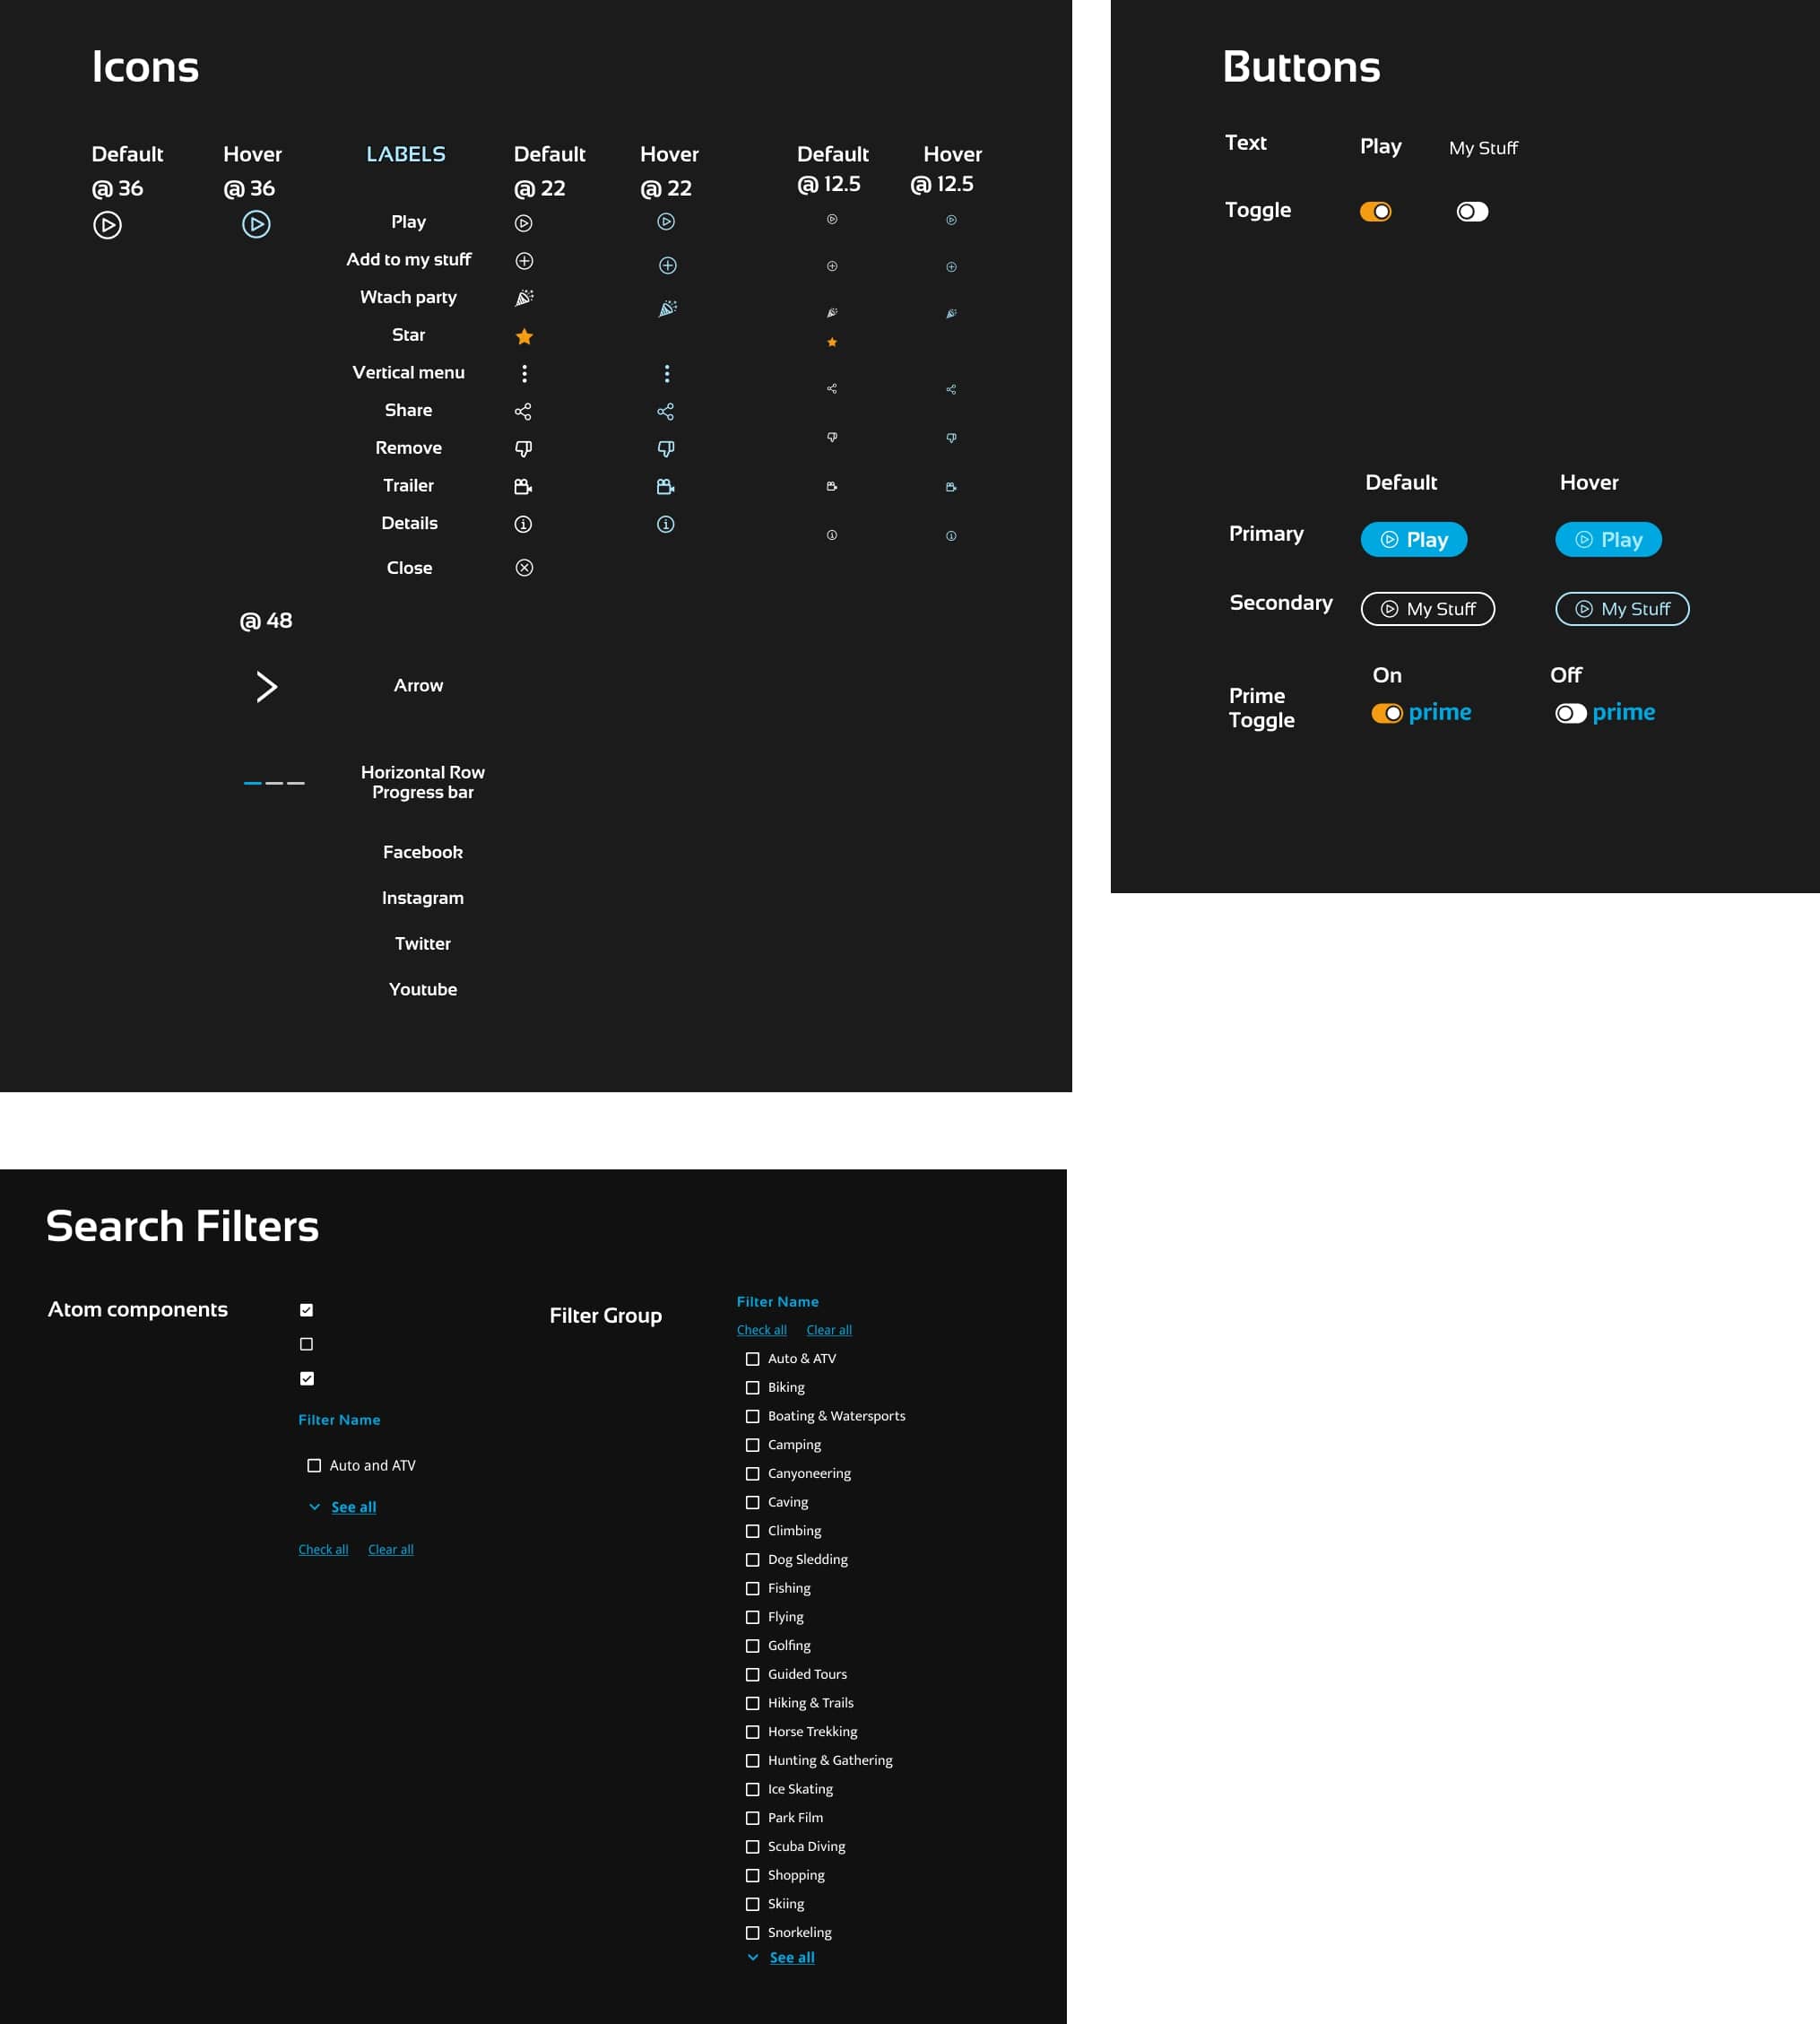 Icons
Default
@ 36
Hover
@ 36
LABELS
Default
@ 22
Hover
@ 22
Default
@ 12.5
Hover
@ 12.5
Play
Add to my stuff
Wtach party
Star
Vertical menu
Share
Remove
Trailer
Details
Close
@ 48
Arrow
Horizontal Row
Progress bar
Facebook
Instagram
Twitter
Youtube
Buttons
Text Play My Stuff
Toggle
Default Hover
Primary Play Play
Secondary My Stuff My Stuff
On Off
Prime
Toggle
prime prime
Search Filters
Atom components
Filter Name
Auto and ATV
See all
Check all Clear all
Filter Group
Filter Name
Check all Clear all
Auto & ATV
Biking
Boating & Watersports
Camping
Canyoneering
Caving
Climbing
Dog Sledding
Fishing
Flying
Golfing
Guided Tours
Hiking & Trails
Horse Trekking
Hunting & Gathering
Ice Skating
Park Film
Scuba Diving
Shopping
Skiing
Snorkeling
See all